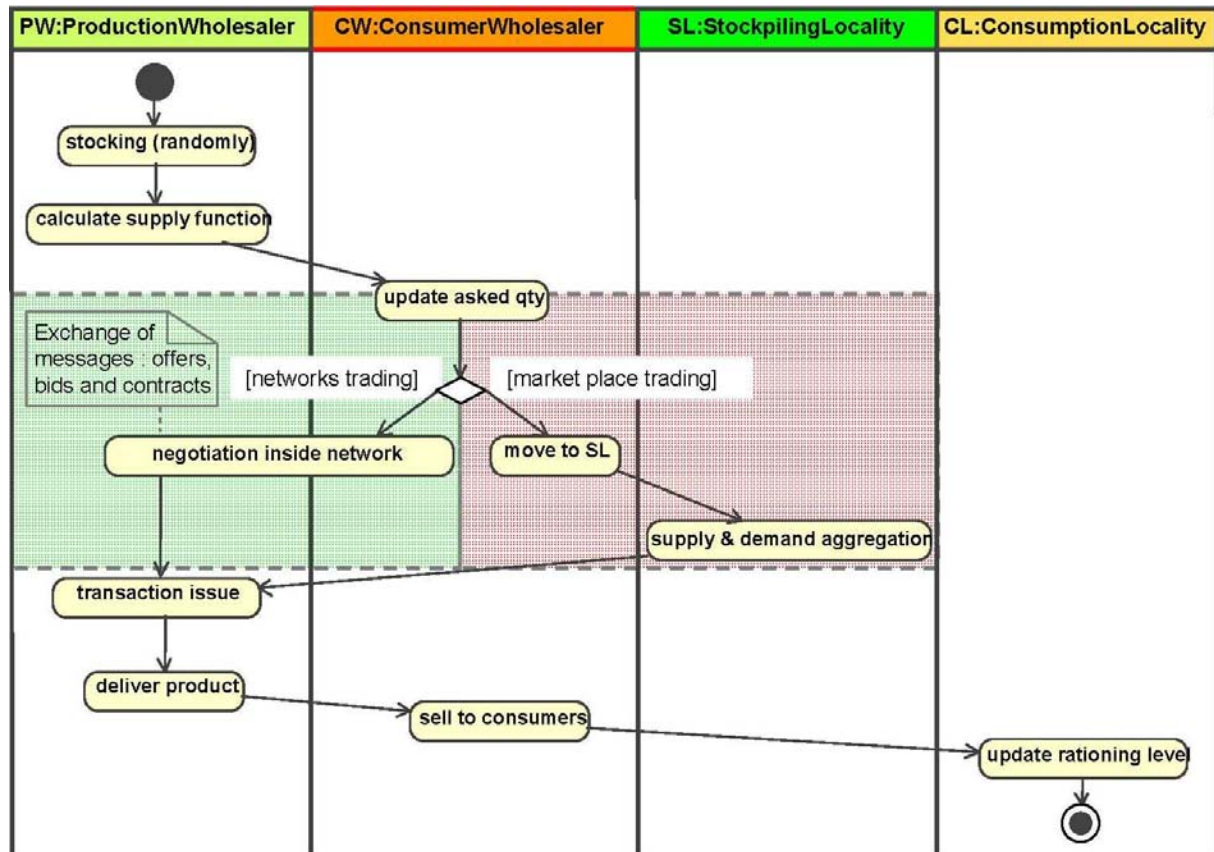 PW:ProductionWholesaler
CW:ConsumerWholesaler
SL:StockpilingLocality
CL:ConsumptionLocality
stocking (randomly)
calculate supply function
update asked qty
Exchange of
messages : offers,
bids and contracts
[networks trading]
[market place trading]
negotiation inside network
move to SL
supply & demand aggregation
transaction issue
deliver product
sell to consumers
update rationing level